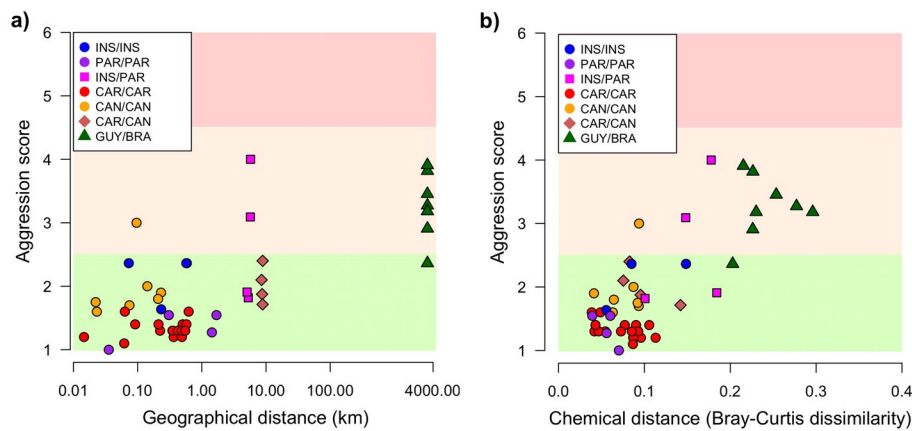 a)
6
5
4
3
2
1
Aggression score
INS/INS
PAR/PAR
INS/PAR
CAR/CAR
CAN/CAN
CAR/CAN
GUY/BRA
0.01 0.10 1.00 10.00 100.00 4000.00
Geographical distance (km)
b)
6
5
4
3
2
1
Aggression score
INS/INS
PAR/PAR
INS/PAR
CAR/CAR
CAN/CAN
CAR/CAN
GUY/BRA
0.0 0.1 0.2 0.3 0.4
Chemical distance (Bray-Curtis dissimilarity)